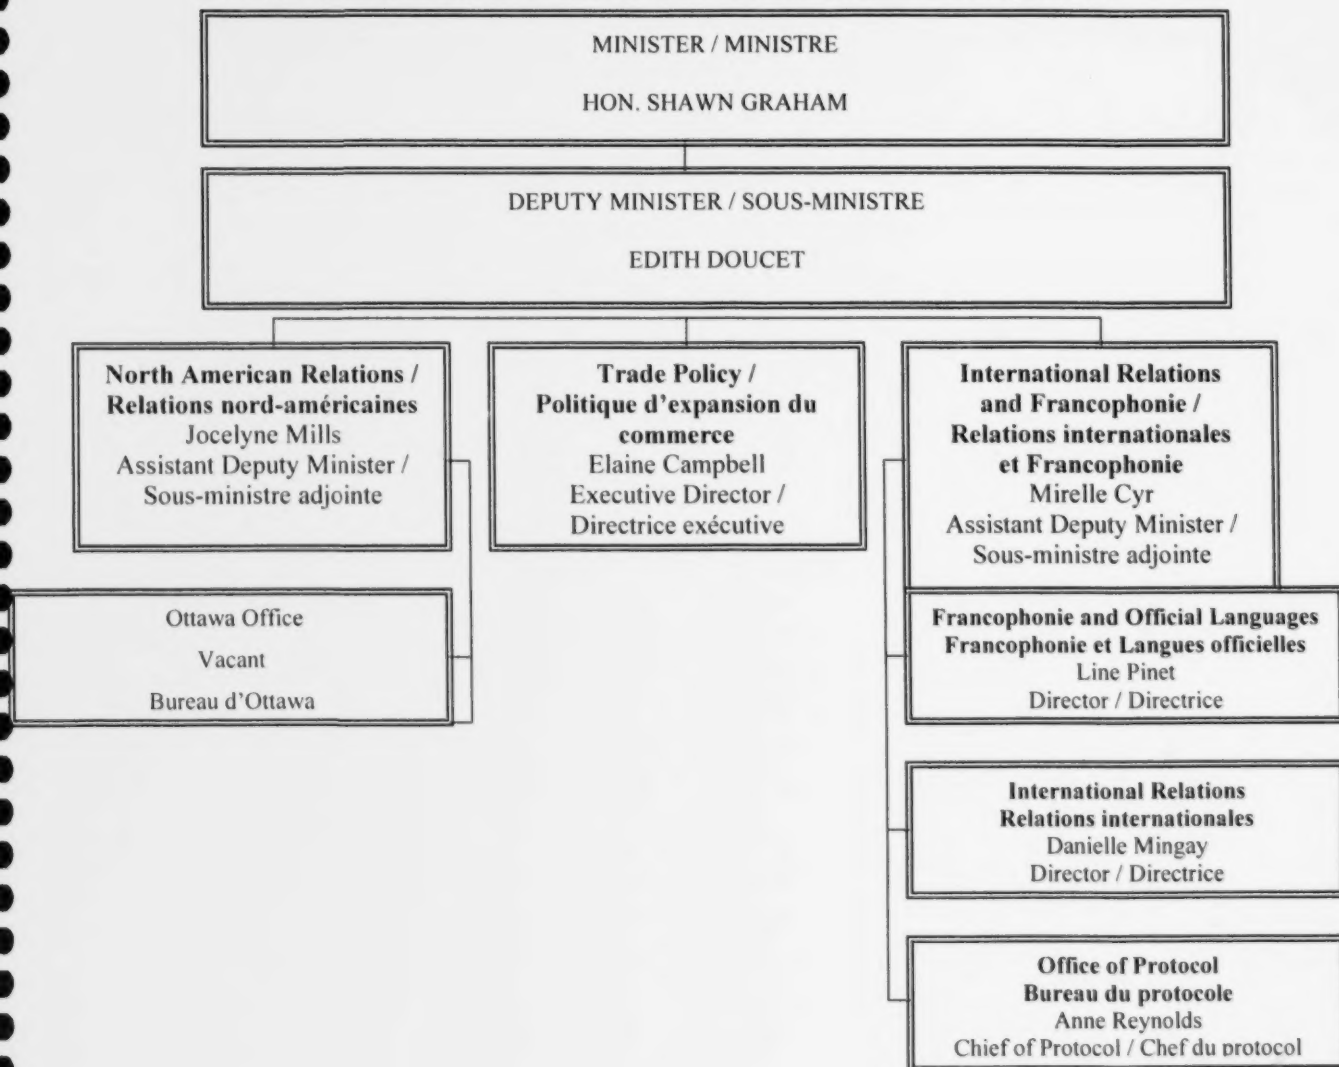 MINISTER / MINISTRE
HON. SHAWN GRAHAM
DEPUTY MINISTER / SOUS-MINISTRE
EDITH DOUCET
North American Relations /
Relations nord-américaines
Jocelyne Mills
Assistant Deputy Minister /
Sous-ministre adjointe
Ottawa Office
Vacant
Bureau d'Ottawa
Trade Policy /
Politique d'expansion du
commerce
Elaine Campbell
Executive Director /
Directrice exécutive
International Relations
and Francophonie /
Relations internationales
et Francophonie
Mirelle Cyr
Assistant Deputy Minister /
Sous-ministre adjointe
Francophonie and Official Languages
Francophonie et Langues officielles
Line Pinet
Director / Directrice
International Relations
Relations internationales
Danielle Mingay
Director / Directrice
Office of Protocol
Bureau du protocole
Anne Reynolds
Chief of Protocol / Chef du protocol